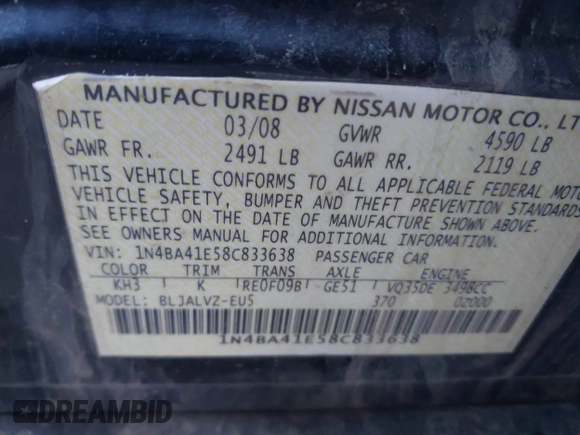 MANUFACTURED BY NISSAN MOTOR CO., LT
DATE 03/08 GVWR 4590 LB
GAWR FR. 2491 LB GAWR RR. 2119 LB
THIS VEHICLE CONFORMS TO ALL APPLICABLE FEDERAL MOTO
VEHICLE SAFETY, BUMPER AND THEFT PREVENTION STANDARDS
IN EFFECT ON THE DATE OF MANUFACTURE SHOWN ABOVE.
SEE OWNERS MANUAL FOR ADDITIONAL INFORMATION.
VIN: 1N4BA41E58C833638 PASSENGER CAR
COLOR TRIM TRANS AXLE ENGINE
KH3 K RE0F09B GE51 VQ35DE 3498CC
MODEL: BLJALVZ-EU5 370 02000
1N4BA41E58C833638
DREAMBID